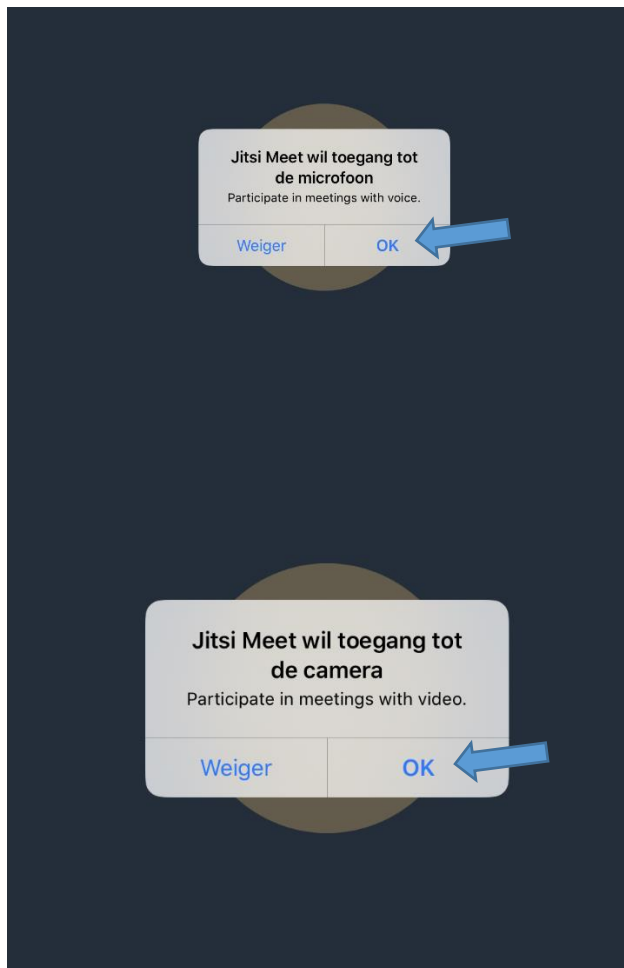 Jitsi Meet wil toegang tot
de microfoon
Participate in meetings with voice.
Weiger OK
Jitsi Meet wil toegang tot
de camera
Participate in meetings with video.
Weiger OK